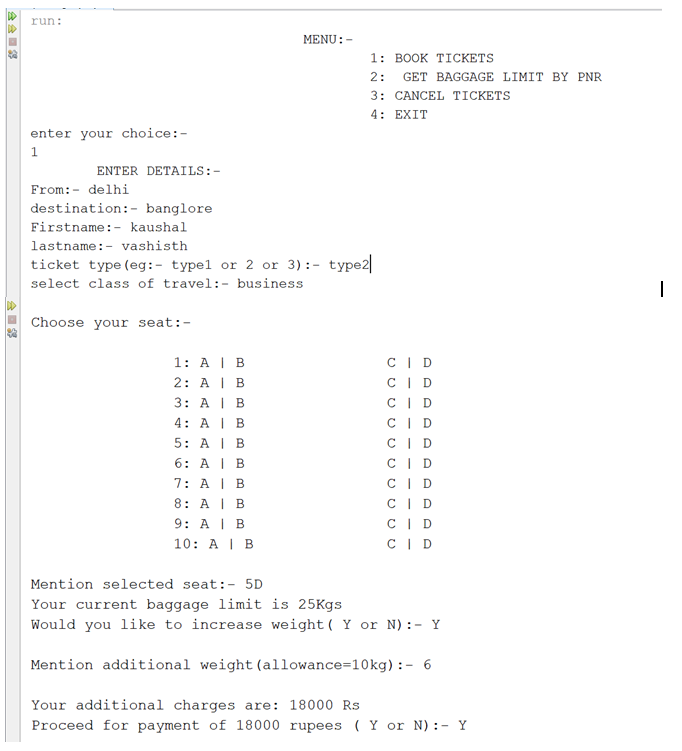 run:
MENU:-
1: BOOK TICKETS
2:  GET BAGGAGE LIMIT BY PNR
3: CANCEL TICKETS
4: EXIT
enter your choice:-
1
ENTER DETAILS:-
From:- delhi
destination:- banglore
Firstname:- kaushal
lastname:- vashisth
ticket type(eg:- type1 or 2 or 3):- type2
select class of travel:- business
Choose your seat:-
1: A | B C | D
2: A | B C | D
3: A | B C | D
4: A | B C | D
5: A | B C | D
6: A | B C | D
7: A | B C | D
8: A | B C | D
9: A | B C | D
10: A | B C | D
Mention selected seat:- 5D
Your current baggage limit is 25Kgs
Would you like to increase weight( Y or N):- Y
Mention additional weight(allowance=10kg):- 6
Your additional charges are: 18000 Rs
Proceed for payment of 18000 rupees ( Y or N):- Y